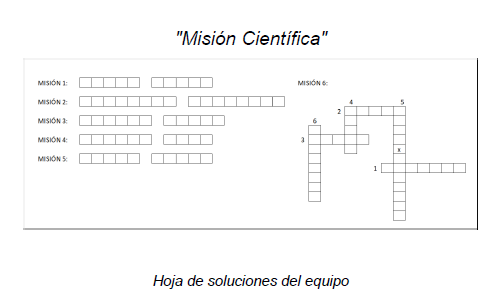 "Misión Científica"
MISIÓN 1:
MISIÓN 2:
MISIÓN 3:
MISIÓN 4:
MISIÓN 5:
MISIÓN 6:
4 5
2
6
3
x
1
Hoja de soluciones del equipo